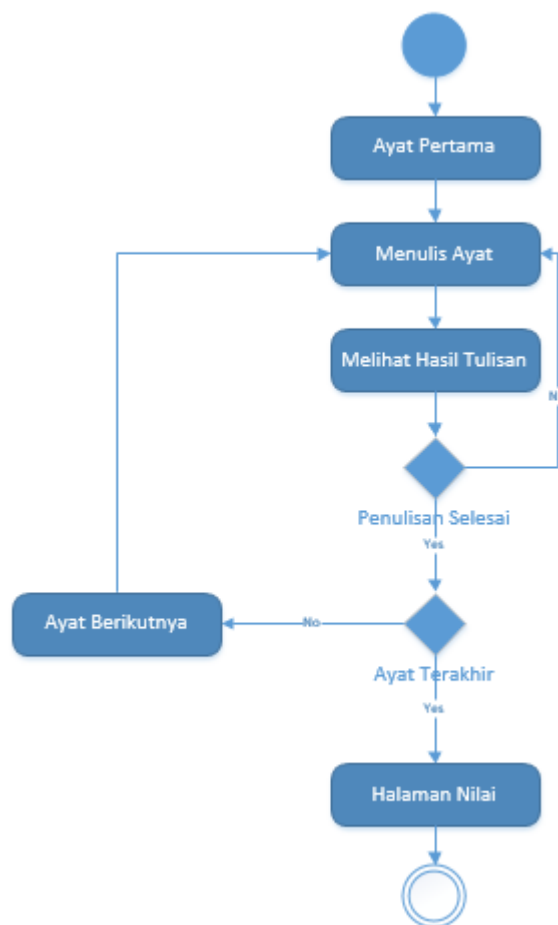 Ayat Pertama
Menulis Ayat
Melihat Hasil Tulisan
Penulisan Selesai
Yes
Ayat Berikutnya
No
Ayat Terakhir
Yes
Halaman Nilai